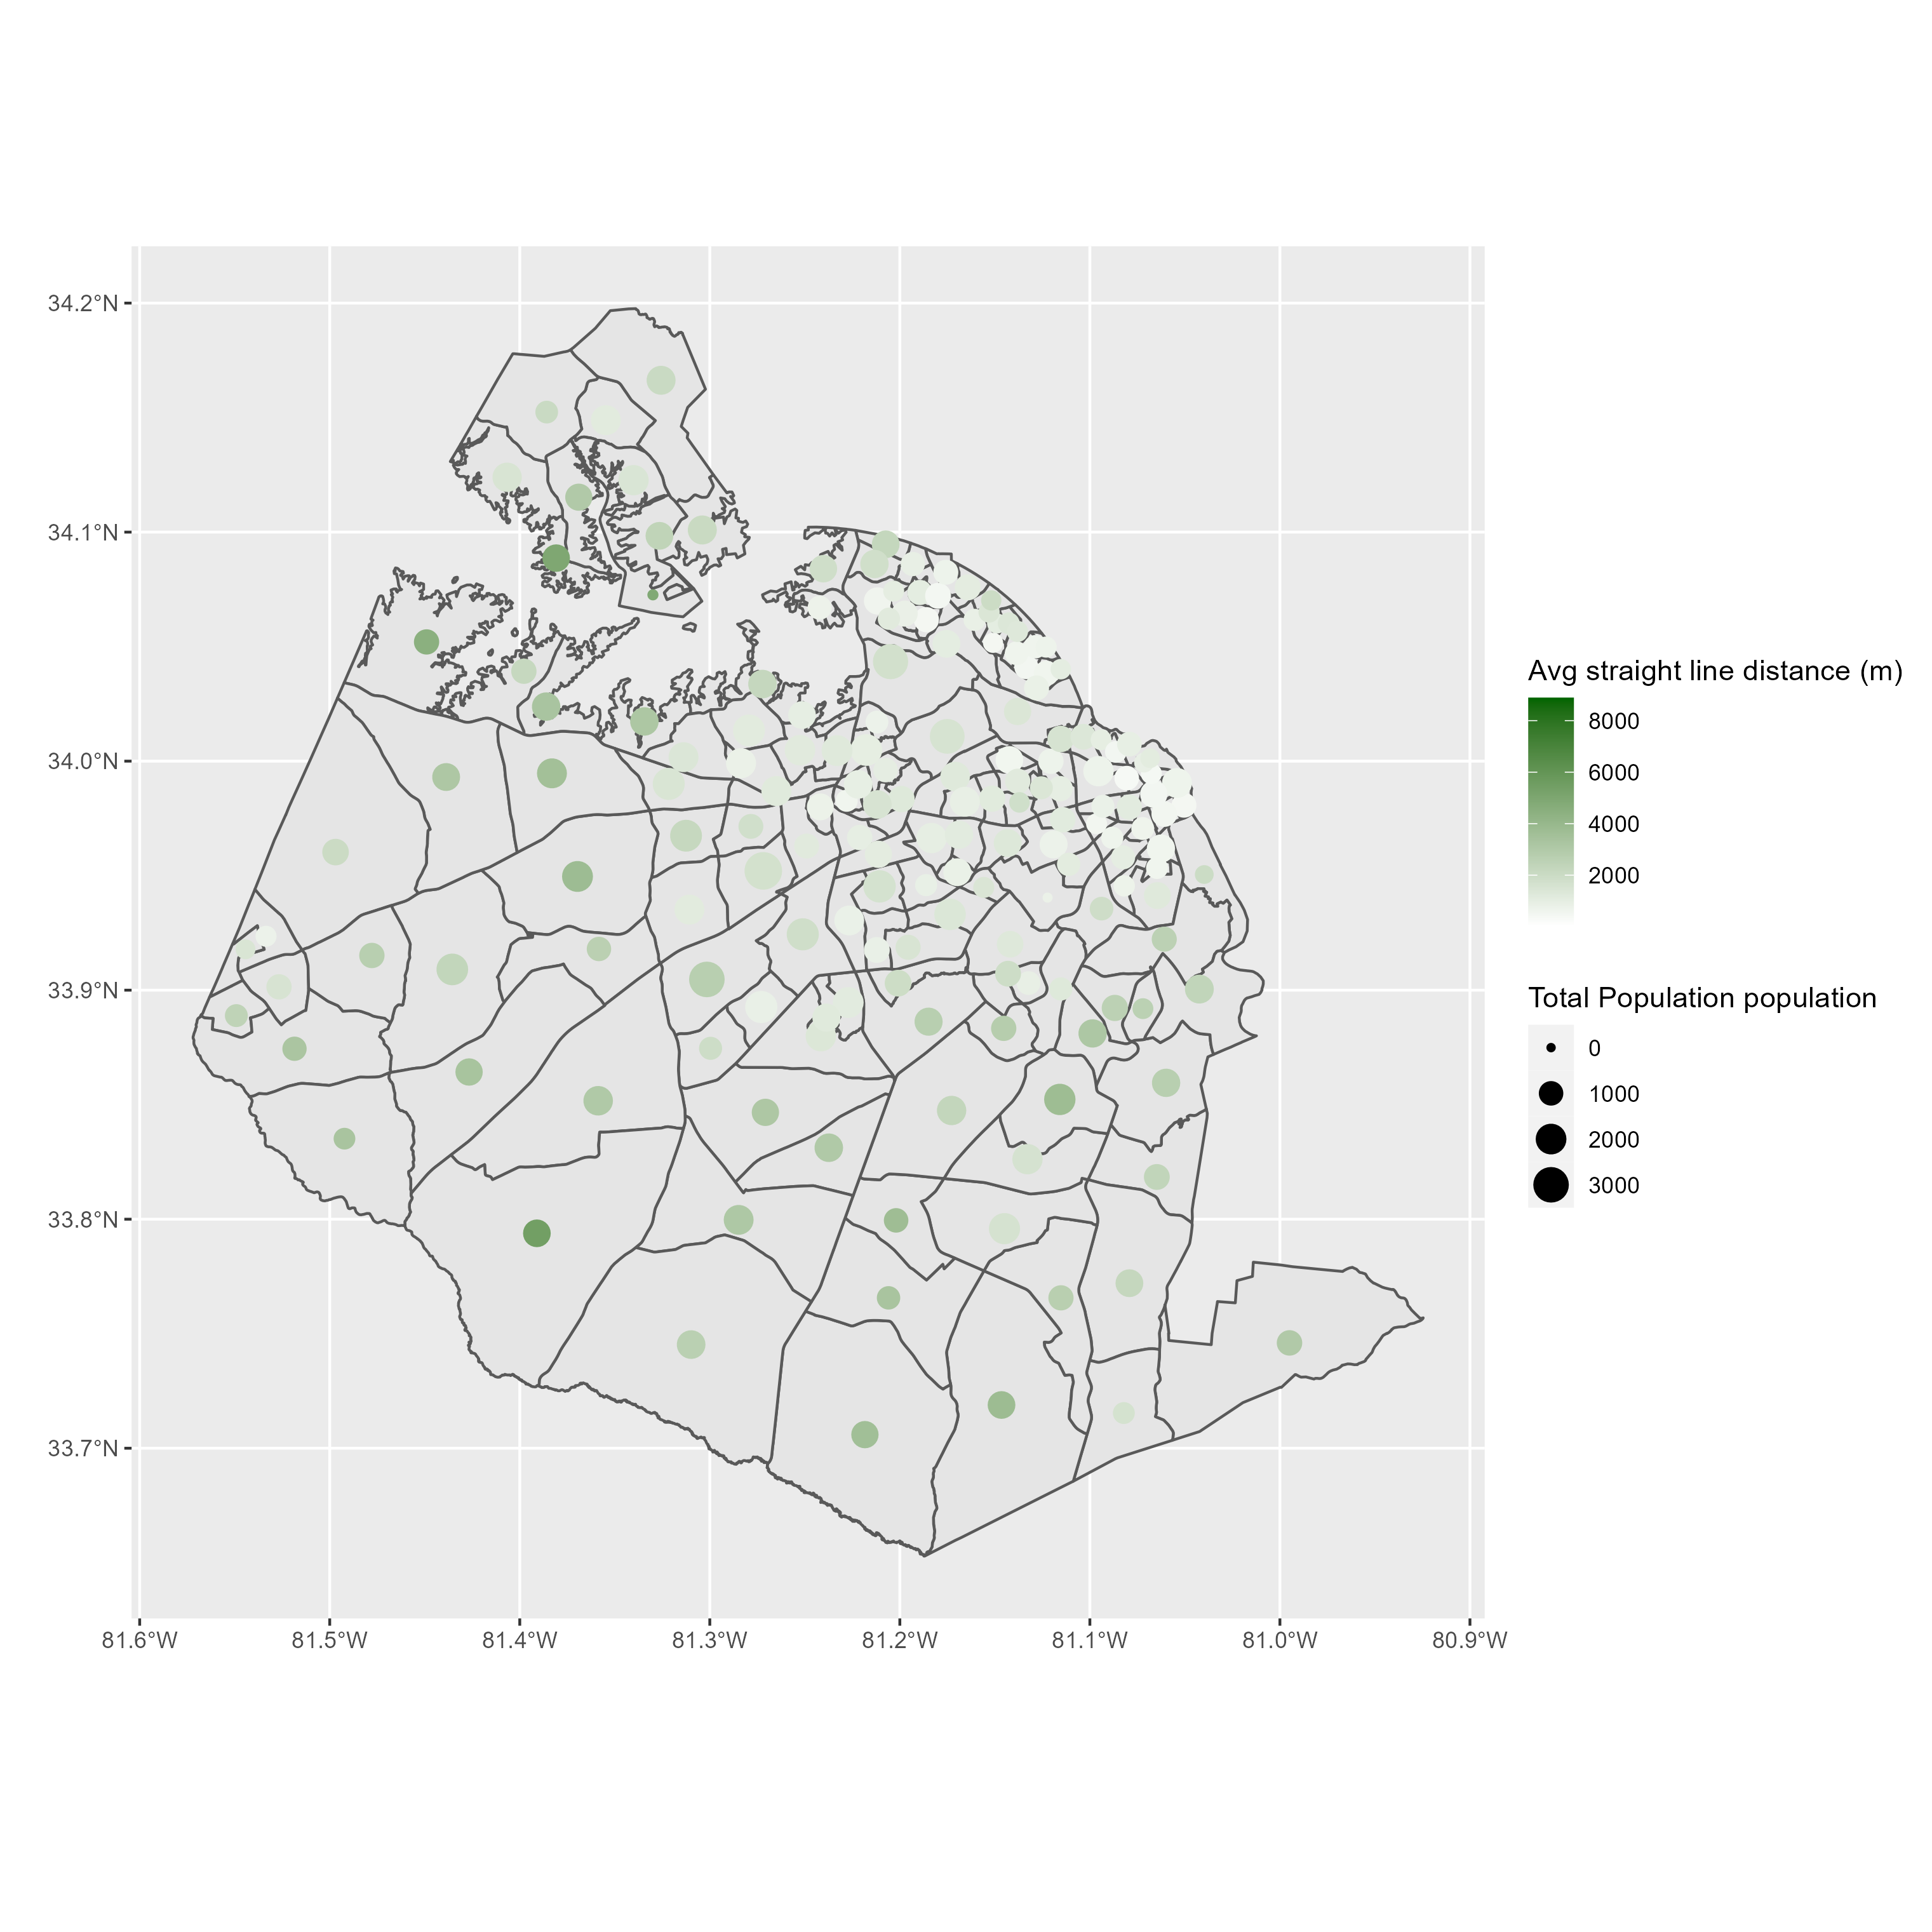 34.2°N
34.1°N
34.0°N
33.9°N
33.8°N
33.7°N
81.6°W
81.5°W
81.4°W
81.3°W
81.2°W
81.1°W
81.0°W
80.9°W
Avg straight line distance (m)
8000
6000
4000
2000
Total Population population
0
1000
2000
3000